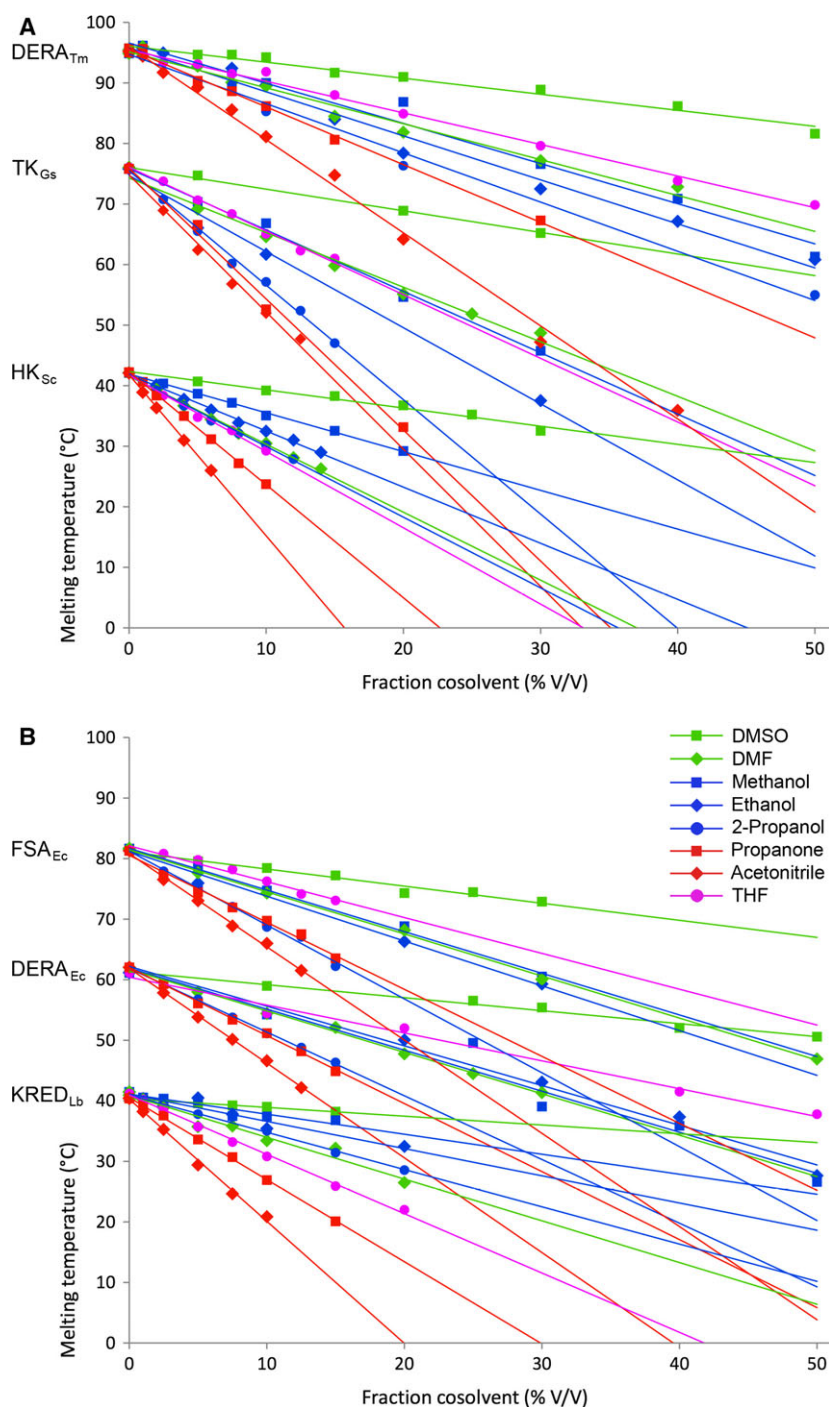 A
100
DERA_Tm
90
80
TK_Gs
70
60
50
HK_Sc
40
30
20
10
0
Melting temperature (°C)
0 10 20 30 40 50
Fraction cosolvent (% V/V)
B
100
90
FSA_Ec
80
70
DERA_Ec
60
50
KRED_Lb
40
30
20
10
0
Melting temperature (°C)
DMSO
DMF
Methanol
Ethanol
2-Propanol
Propanone
Acetonitrile
THF
0 10 20 30 40 50
Fraction cosolvent (% V/V)